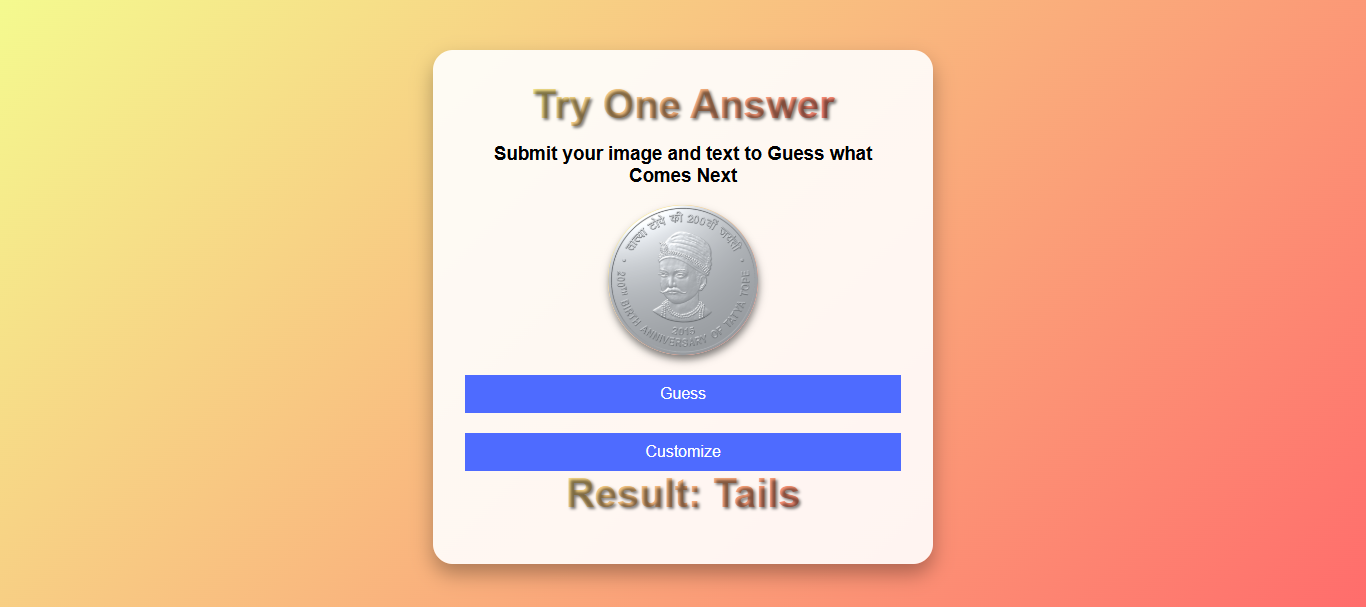 Try One Answer
Submit your image and text to Guess what
Comes Next
तात्या टोपे की 200वीं जयंती
200TH BIRTH ANNIVERSARY OF TATYA TOPE
2015
Guess
Customize
Result: Tails